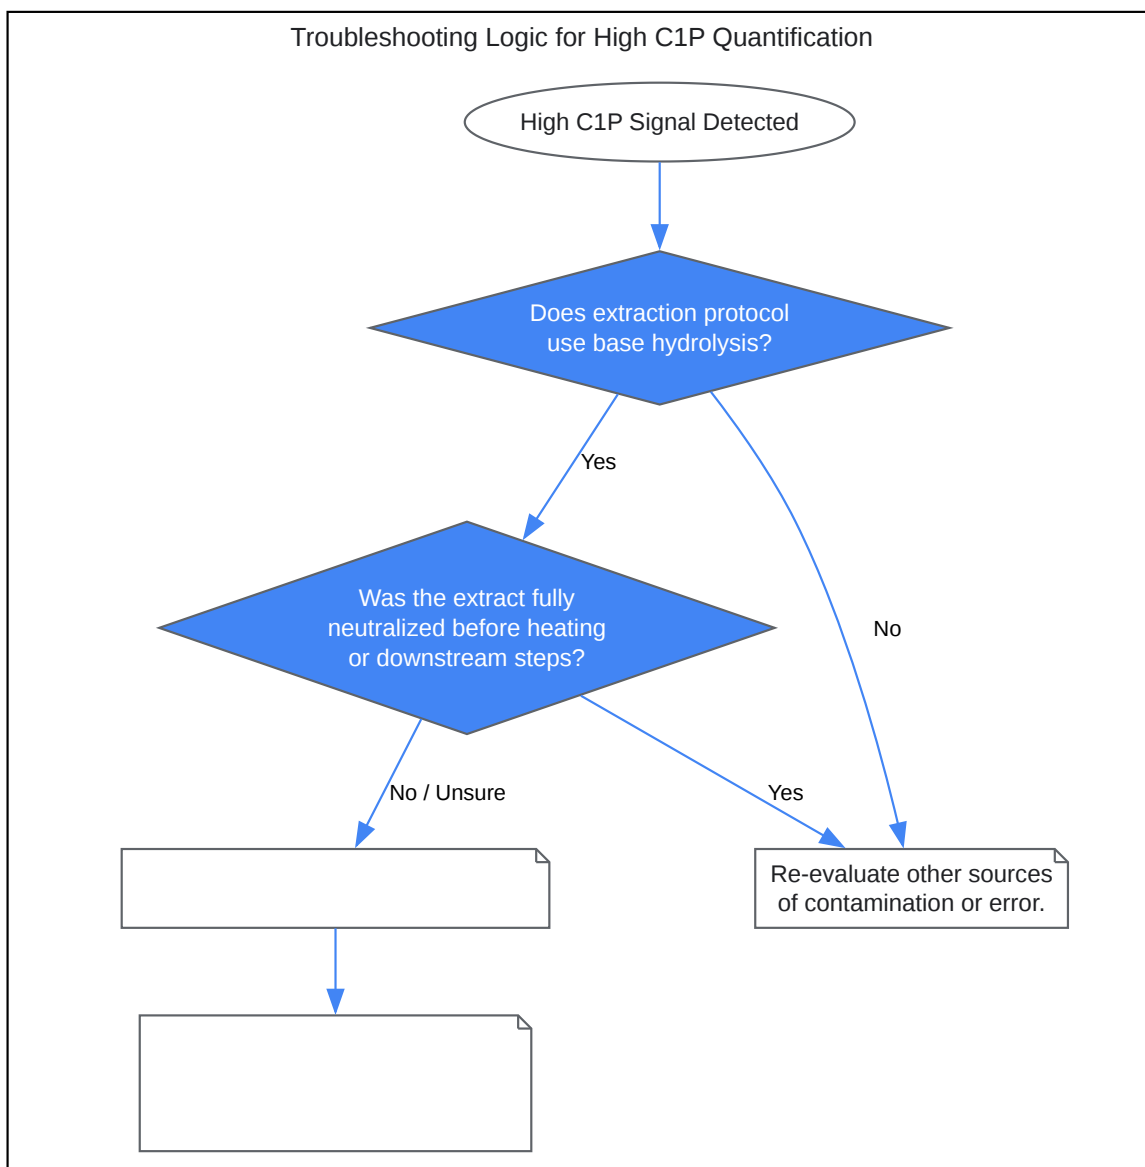 Troubleshooting Logic for High C1P Quantification
High C1P Signal Detected
Does extraction protocol
use base hydrolysis?
Yes
No
Was the extract fully
neutralized before heating
or downstream steps?
No / Unsure
Yes
Re-evaluate other sources
of contamination or error.